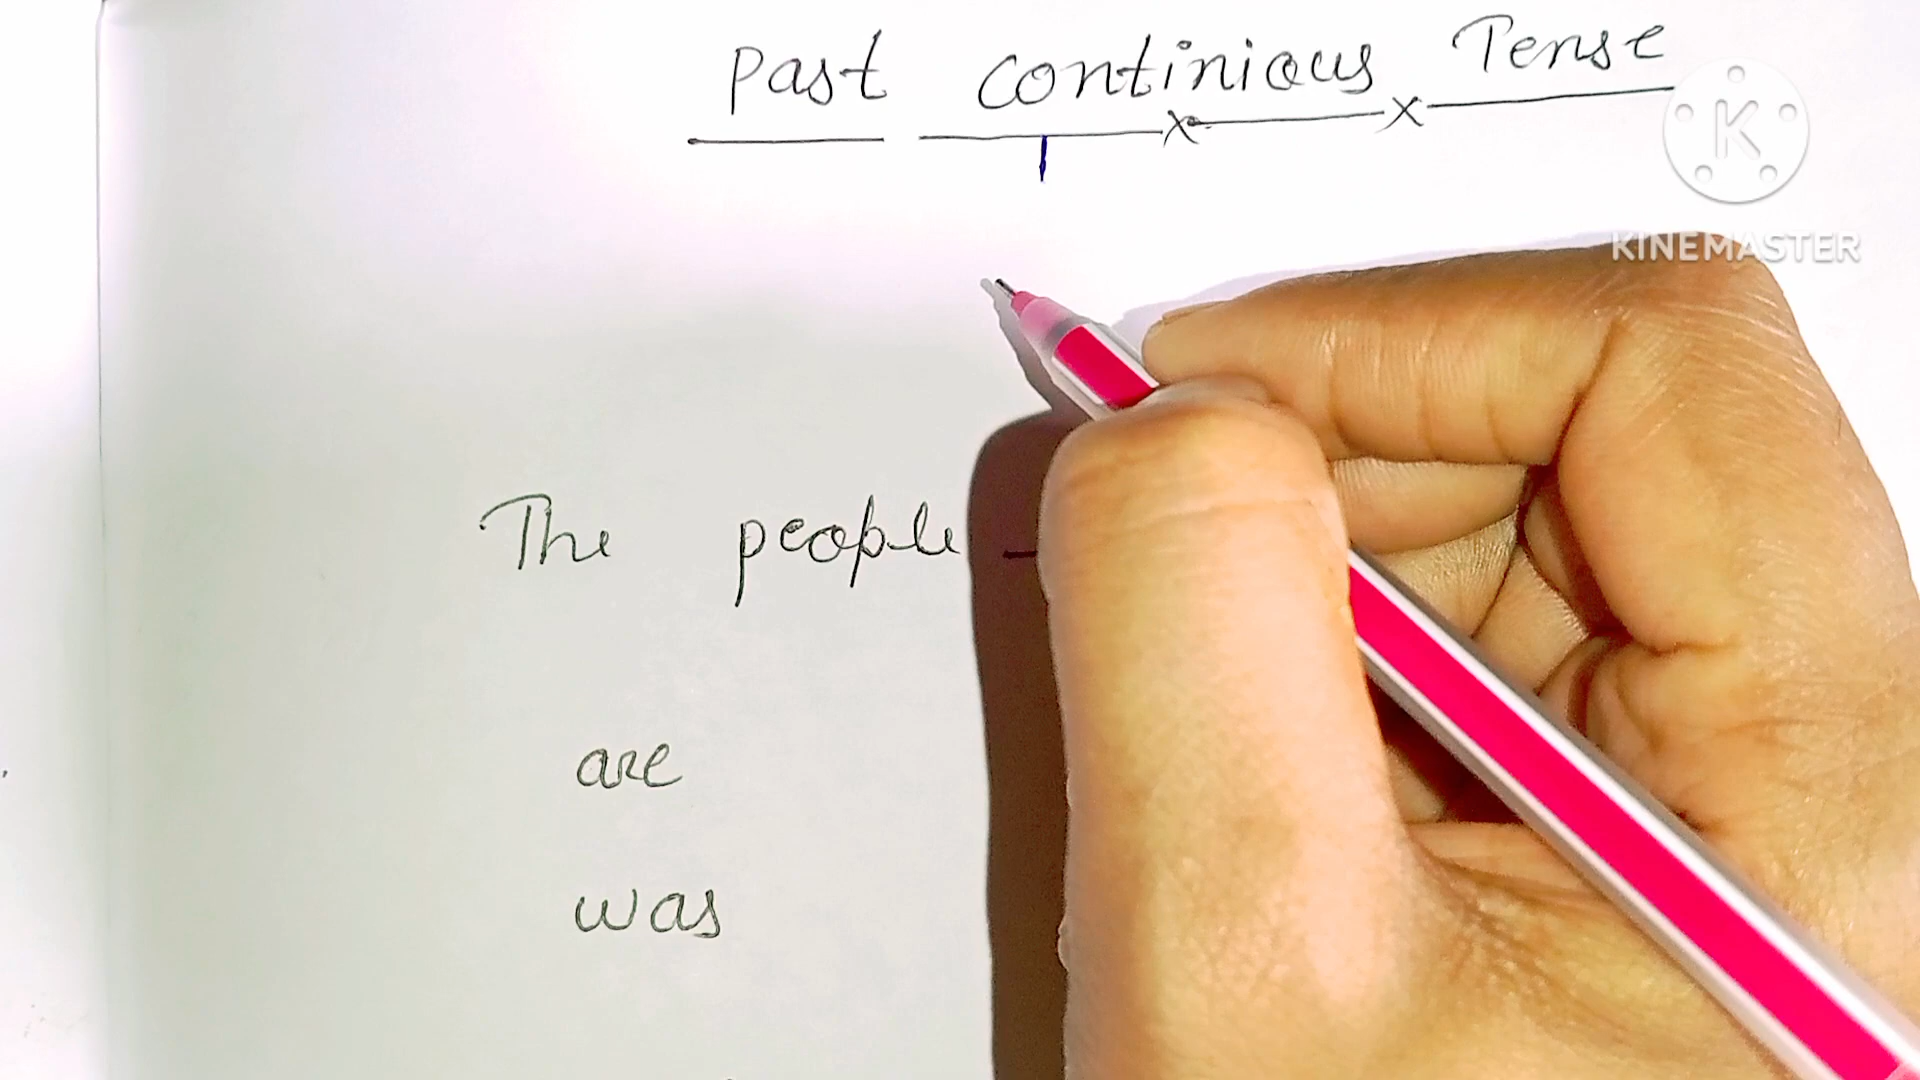 Past continious Tense
K
KINEMASTER
The people
are
was